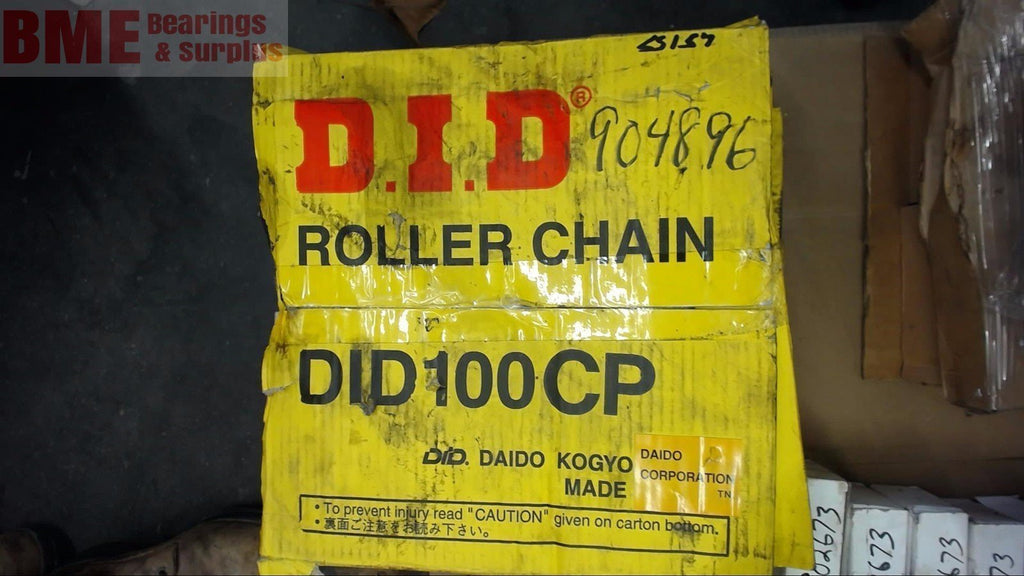 BME Bearings
& Surplus
D.I.D® 904896
ROLLER CHAIN
DID100CP
D.I.D. DAIDO KOGYO
MADE
DAIDO
CORPORATION
TN
・To prevent injury read "CAUTION" given on carton bottom.
・裏面ご注意をお読み下さい。
673
673
673